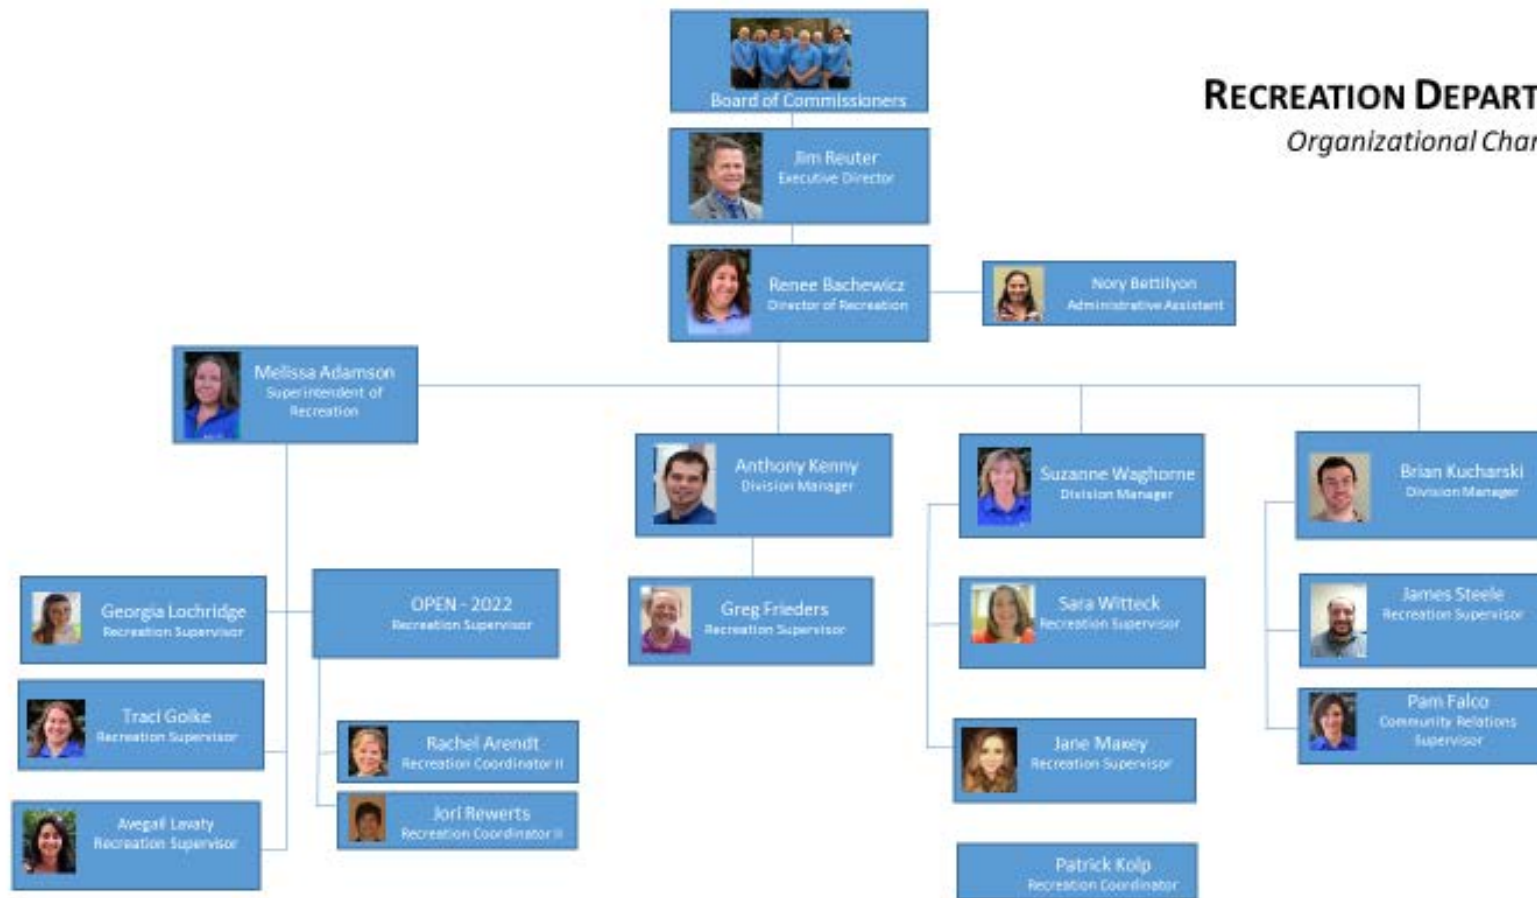 Board of Commissioners
RECREATION DEPART
Organizational Char
Jim Reuter
Executive Director
Renee Bachewicz
Director of Recreation
Nory Bettilyon
Administrative Assistant
Melissa Adamson
Superintendent of
Recreation
Anthony Kenny
Division Manager
Suzanne Waghorne
Division Manager
Brian Kucharski
Division Manager
Georgia Lochridge
Recreation Supervisor
OPEN - 2022
Recreation Supervisor
Greg Frieders
Recreation Supervisor
Sara Witteck
Recreation Supervisor
James Steele
Recreation Supervisor
Traci Golke
Recreation Supervisor
Rachel Arendt
Recreation Coordinator II
Jane Maxey
Recreation Supervisor
Pam Falco
Community Relations
Supervisor
Avegail Lavaty
Recreation Supervisor
Jori Rewerts
Recreation Coordinator II
Patrick Kolp
Recreation Coordinator